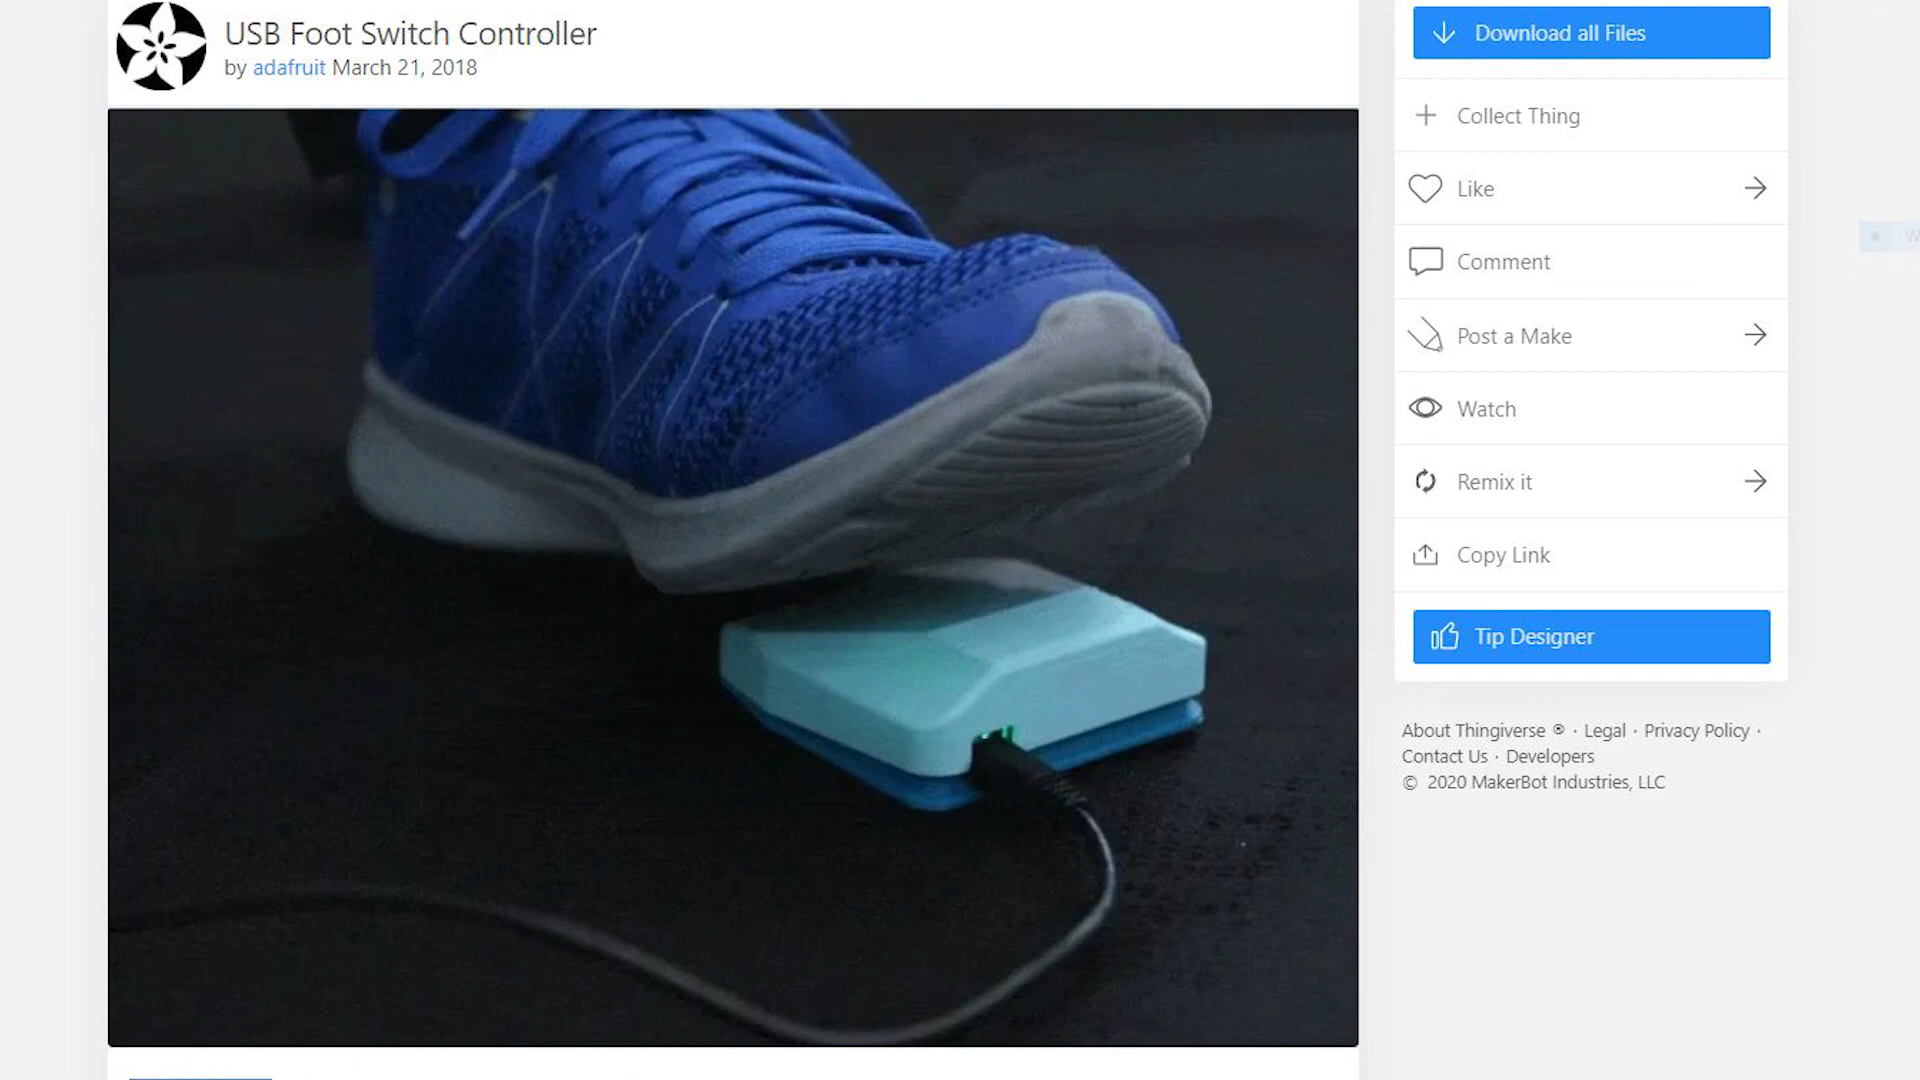 USB Foot Switch Controller
by adafruit March 21, 2018
Download all Files
Collect Thing
Like
Comment
Post a Make
Watch
Remix it
Copy Link
Tip Designer
About Thingiverse ® · Legal · Privacy Policy ·
Contact Us · Developers
© 2020 MakerBot Industries, LLC